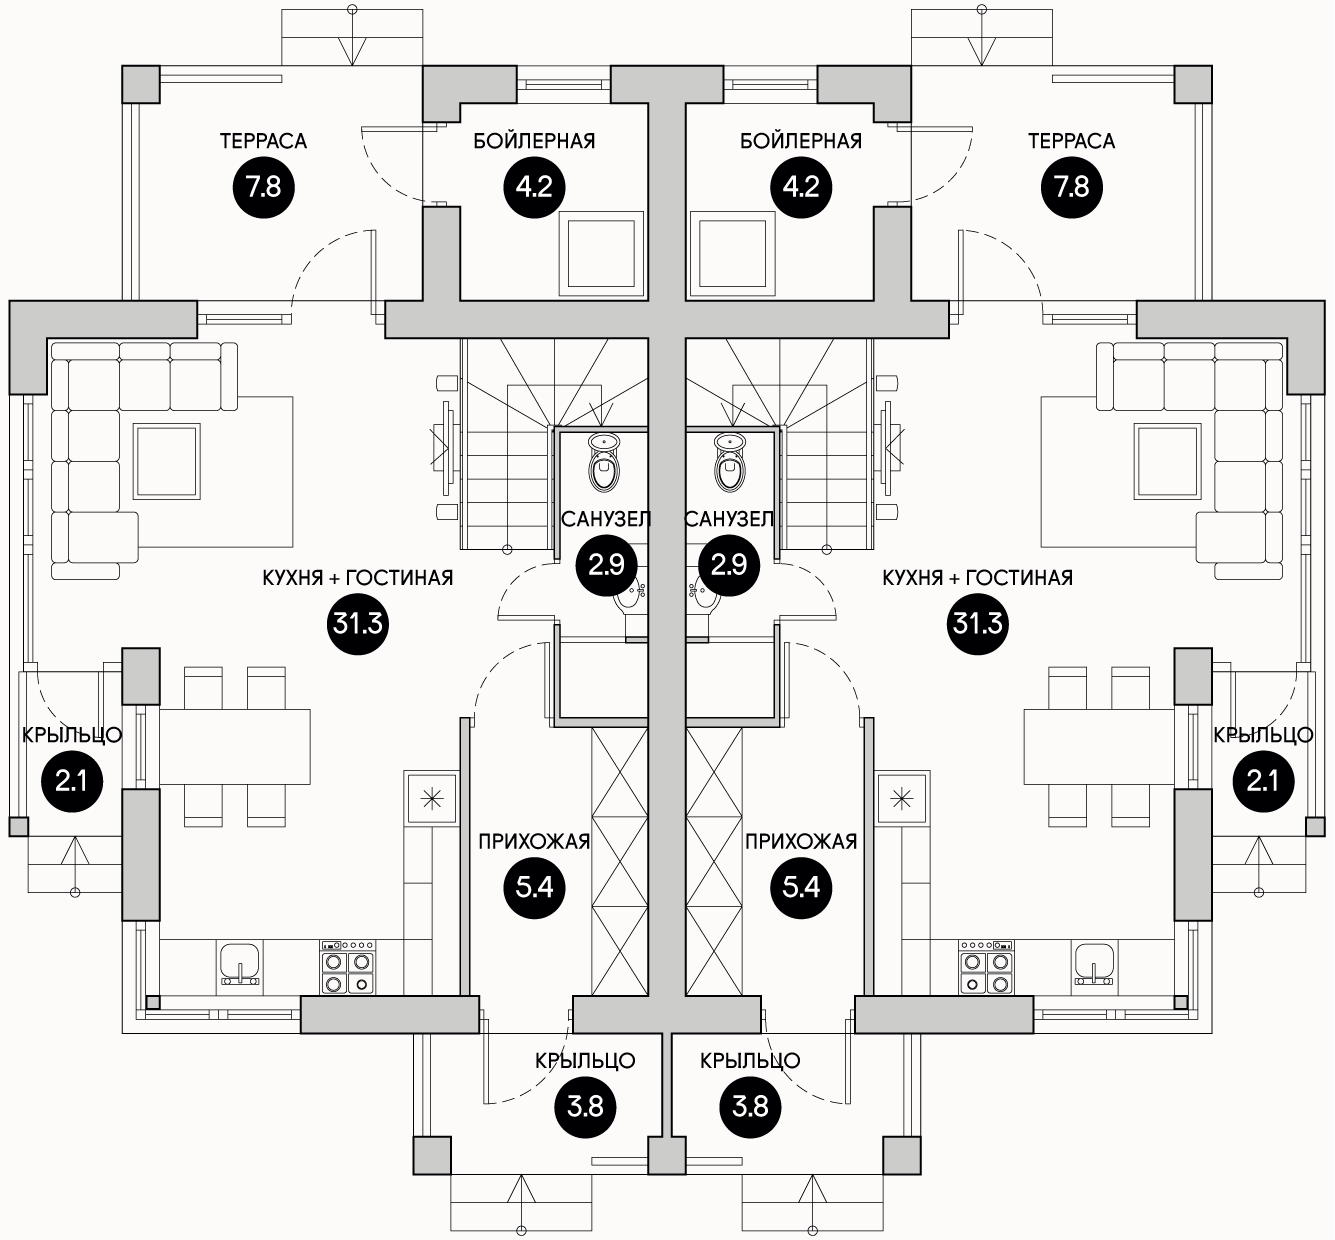 ТЕРРАСА
7.8
БОЙЛЕРНАЯ
4.2
БОЙЛЕРНАЯ
4.2
ТЕРРАСА
7.8
САНУЗЕЛ
2.9
САНУЗЕЛ
2.9
КУХНЯ + ГОСТИНАЯ
31.3
КУХНЯ + ГОСТИНАЯ
31.3
КРЫЛЬЦО
2.1
КРЫЛЬЦО
2.1
ПРИХОЖАЯ
5.4
ПРИХОЖАЯ
5.4
КРЫЛЬЦО
3.8
КРЫЛЬЦО
3.8